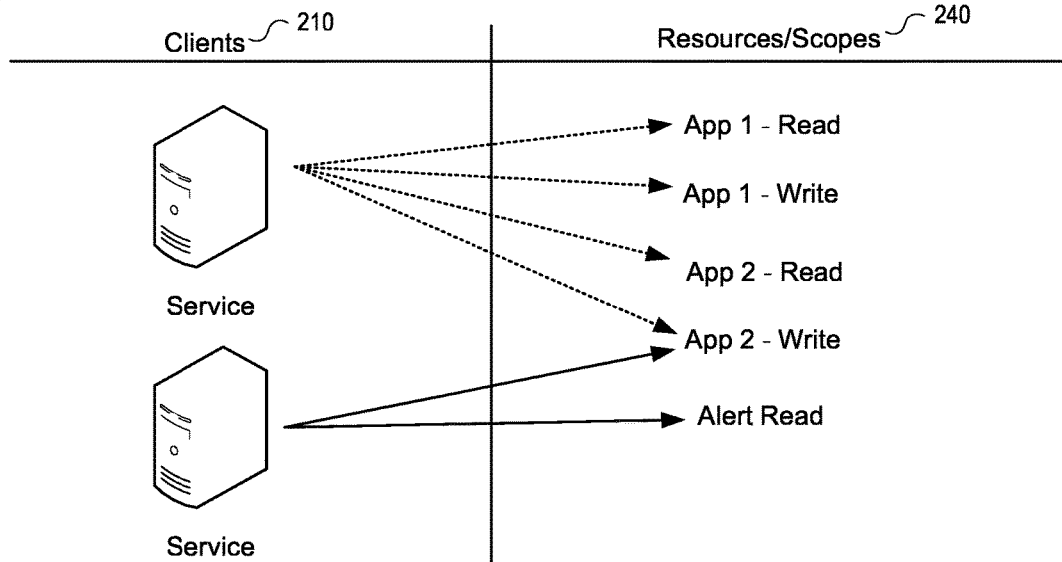 Clients 210
Resources/Scopes 240
App 1 - Read
App 1 - Write
App 2 - Read
Service
App 2 - Write
Alert Read
Service